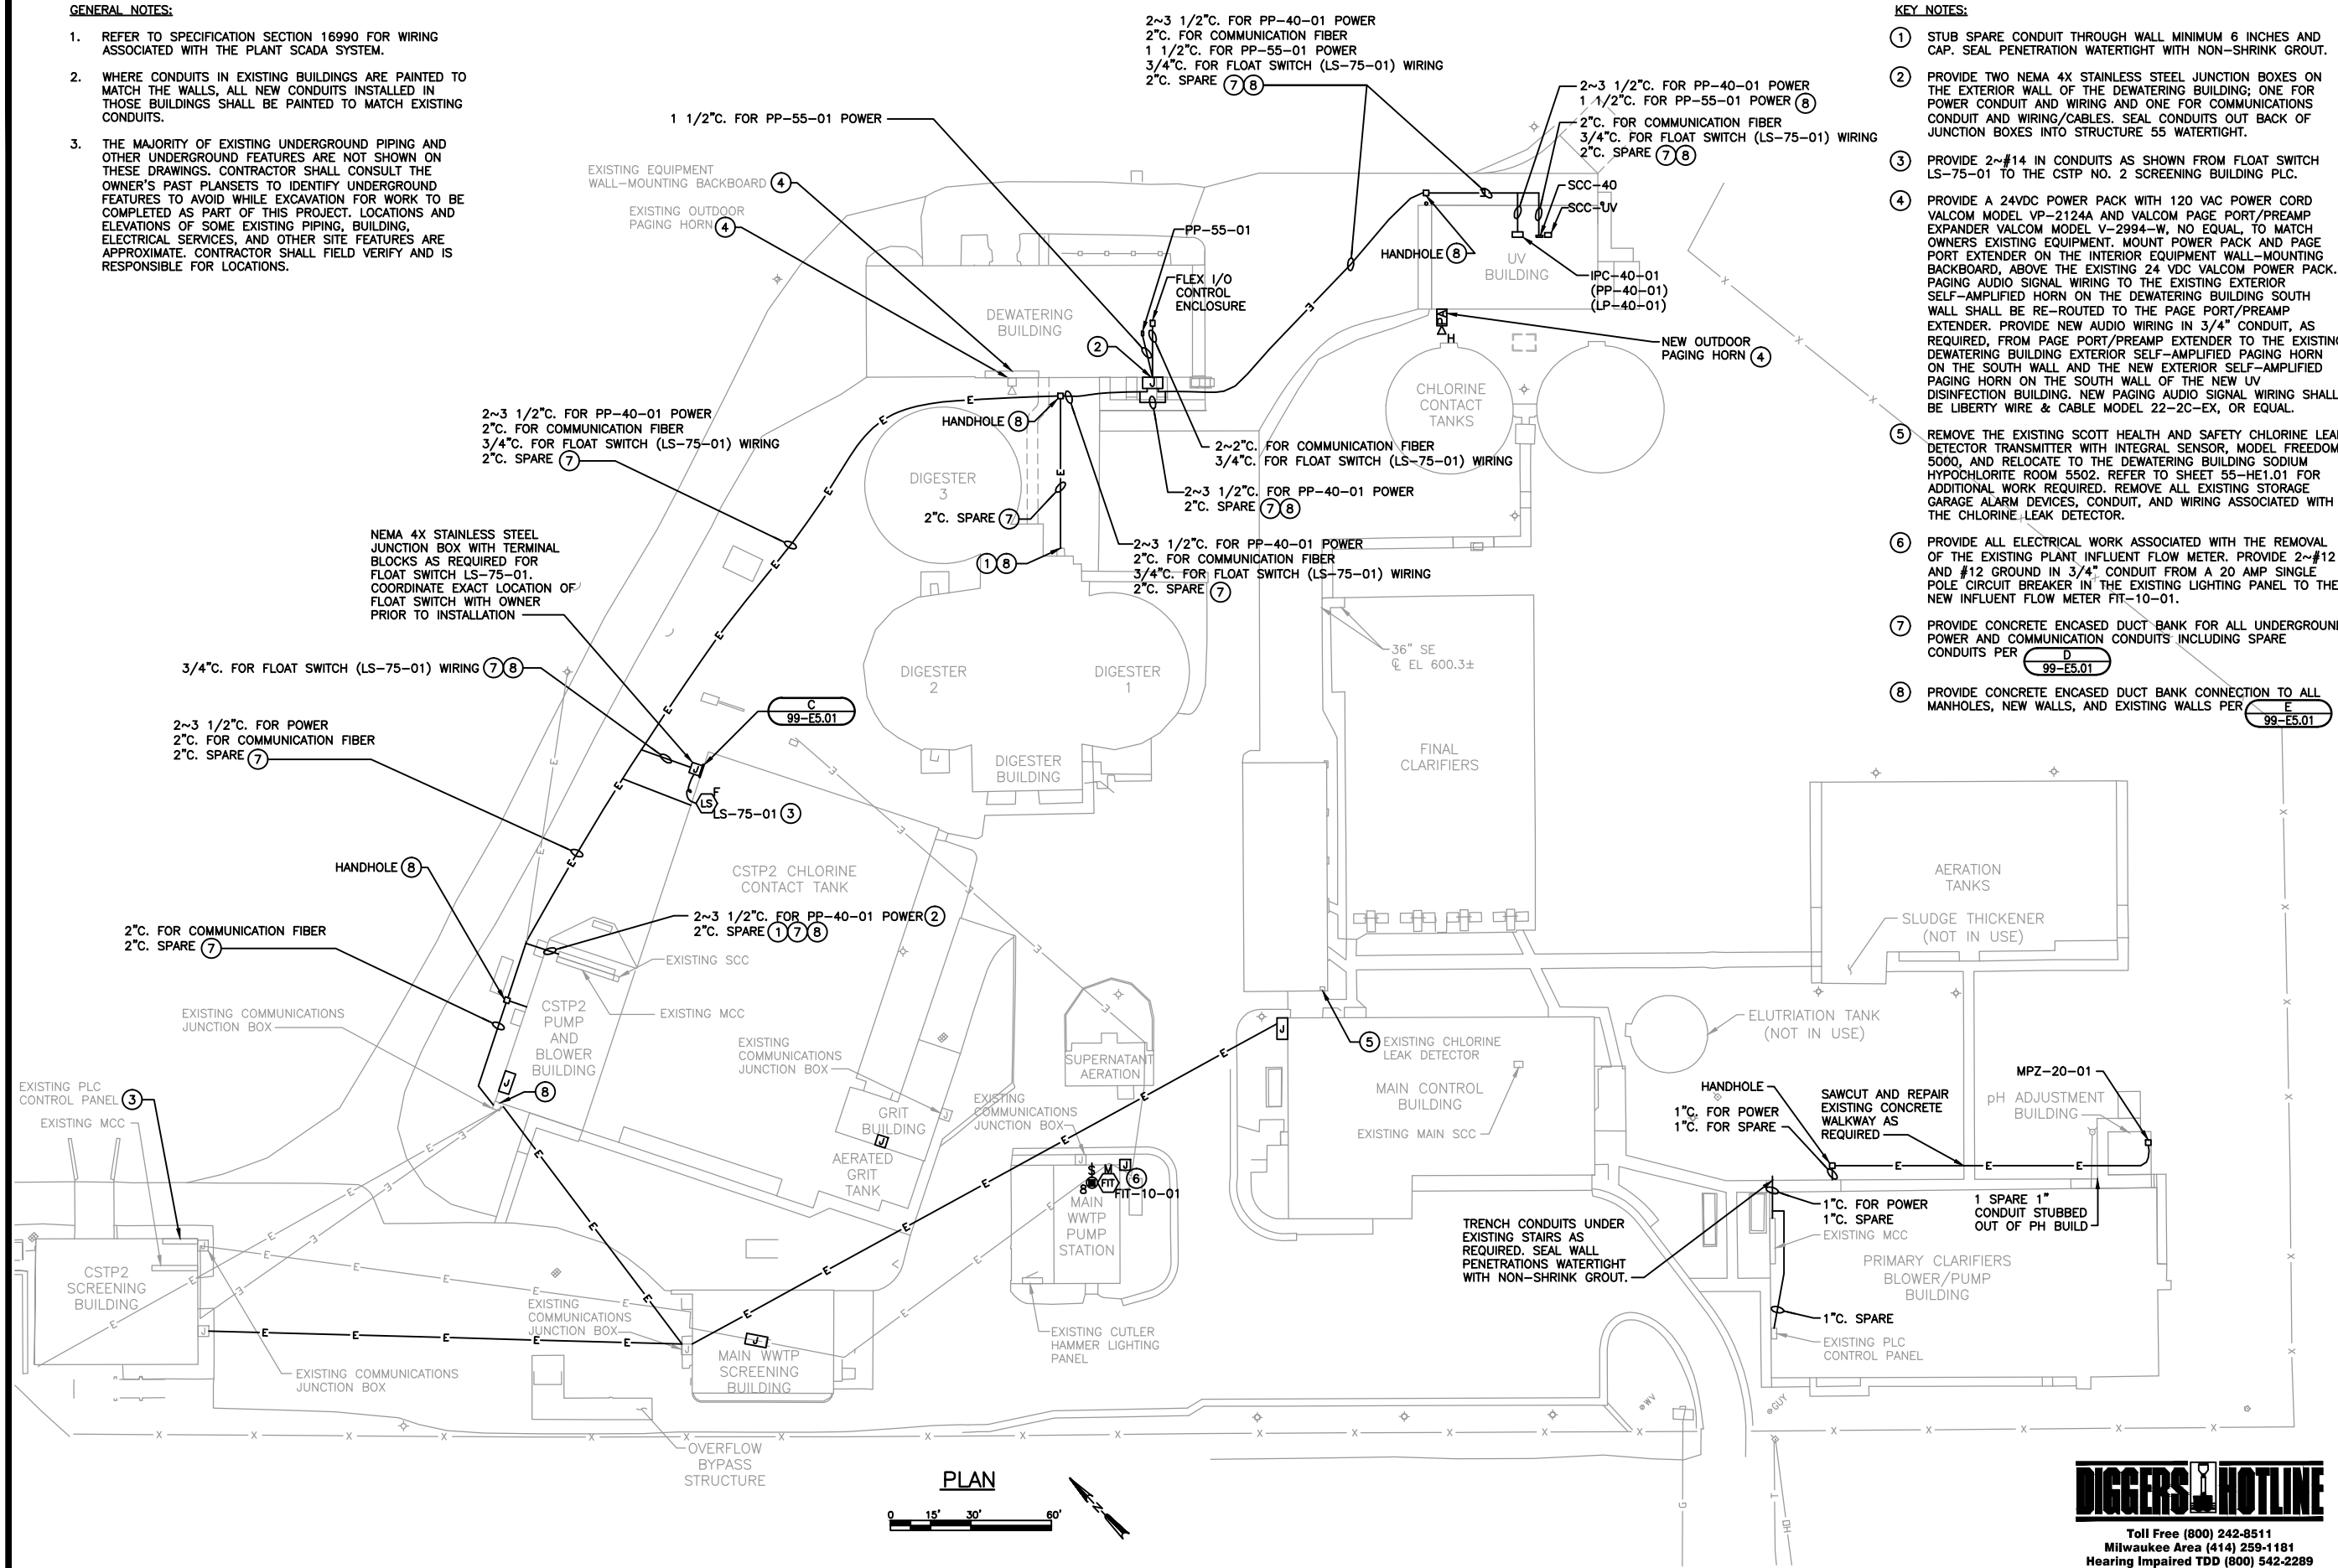 GENERAL NOTES:
1. REFER TO SPECIFICATION SECTION 16990 FOR WIRING
ASSOCIATED WITH THE PLANT SCADA SYSTEM.
2. WHERE CONDUITS IN EXISTING BUILDINGS ARE PAINTED TO
MATCH THE WALLS, ALL NEW CONDUITS INSTALLED IN
THOSE BUILDINGS SHALL BE PAINTED TO MATCH EXISTING
CONDUITS.
3. THE MAJORITY OF EXISTING UNDERGROUND PIPING AND
OTHER UNDERGROUND FEATURES ARE NOT SHOWN ON
THESE DRAWINGS. CONTRACTOR SHALL CONSULT THE
OWNER'S PAST PLANSETS TO IDENTIFY UNDERGROUND
FEATURES TO AVOID WHILE EXCAVATION FOR WORK TO BE
COMPLETED AS PART OF THIS PROJECT. LOCATIONS AND
ELEVATIONS OF SOME EXISTING PIPING, BUILDING,
ELECTRICAL SERVICES, AND OTHER SITE FEATURES ARE
APPROXIMATE. CONTRACTOR SHALL FIELD VERIFY AND IS
RESPONSIBLE FOR LOCATIONS.
2~3 1/2"C. FOR PP-40-01 POWER
2"C. FOR COMMUNICATION FIBER
1 1/2"C. FOR PP-55-01 POWER
3/4"C. FOR FLOAT SWITCH (LS-75-01) WIRING
2"C. SPARE 7 8
2~3 1/2"C. FOR PP-40-01 POWER
1 1/2"C. FOR PP-55-01 POWER 8
2"C. FOR COMMUNICATION FIBER
3/4"C. FOR FLOAT SWITCH (LS-75-01) WIRING
2"C. SPARE 7 8
SCC-40
SCC-UV
1 1/2"C. FOR PP-55-01 POWER
EXISTING EQUIPMENT
WALL-MOUNTING BACKBOARD 4
EXISTING OUTDOOR
PAGING HORN 4
PP-55-01
FLEX I/O
CONTROL
ENCLOSURE
DEWATERING
BUILDING
2
J
HANDHOLE 8
UV
BUILDING
IPC-40-01
(PP-40-01)
(LP-40-01)
PA
H
NEW OUTDOOR
PAGING HORN 4
CHLORINE
CONTACT
TANKS
KEY NOTES:
1 STUB SPARE CONDUIT THROUGH WALL MINIMUM 6 INCHES AND
CAP. SEAL PENETRATION WATERTIGHT WITH NON-SHRINK GROUT.
2 PROVIDE TWO NEMA 4X STAINLESS STEEL JUNCTION BOXES ON
THE EXTERIOR WALL OF THE DEWATERING BUILDING; ONE FOR
POWER CONDUIT AND WIRING AND ONE FOR COMMUNICATIONS
CONDUIT AND WIRING/CABLES. SEAL CONDUITS OUT BACK OF
JUNCTION BOXES INTO STRUCTURE 55 WATERTIGHT.
3 PROVIDE 2~#14 IN CONDUITS AS SHOWN FROM FLOAT SWITCH
LS-75-01 TO THE CSTP NO. 2 SCREENING BUILDING PLC.
4 PROVIDE A 24VDC POWER PACK WITH 120 VAC POWER CORD
VALCOM MODEL VP-2124A AND VALCOM PAGE PORT/PREAMP
EXPANDER VALCOM MODEL V-2994-W, NO EQUAL, TO MATCH
OWNERS EXISTING EQUIPMENT. MOUNT POWER PACK AND PAGE
PORT EXTENDER ON THE INTERIOR EQUIPMENT WALL-MOUNTING
BACKBOARD, ABOVE THE EXISTING 24 VDC VALCOM POWER PACK.
PAGING AUDIO SIGNAL WIRING TO THE EXISTING EXTERIOR
SELF-AMPLIFIED HORN ON THE DEWATERING BUILDING SOUTH
WALL SHALL BE RE-ROUTED TO THE PAGE PORT/PREAMP
EXTENDER. PROVIDE NEW AUDIO WIRING IN 3/4" CONDUIT, AS
REQUIRED, FROM PAGE PORT/PREAMP EXTENDER TO THE EXISTING
DEWATERING BUILDING EXTERIOR SELF-AMPLIFIED PAGING HORN
ON THE SOUTH WALL AND THE NEW EXTERIOR SELF-AMPLIFIED
PAGING HORN ON THE SOUTH WALL OF THE NEW UV
DISINFECTION BUILDING. NEW PAGING AUDIO SIGNAL WIRING SHALL
BE LIBERTY WIRE & CABLE MODEL 22-2C-EX, OR EQUAL.
5 REMOVE THE EXISTING SCOTT HEALTH AND SAFETY CHLORINE LEAK
DETECTOR TRANSMITTER WITH INTEGRAL SENSOR, MODEL FREEDOM
5000, AND RELOCATE TO THE DEWATERING BUILDING SODIUM
HYPOCHLORITE ROOM 5502. REFER TO SHEET 55-HE1.01 FOR
ADDITIONAL WORK REQUIRED. REMOVE ALL EXISTING STORAGE
GARAGE ALARM DEVICES, CONDUIT, AND WIRING ASSOCIATED WITH
THE CHLORINE LEAK DETECTOR.
6 PROVIDE ALL ELECTRICAL WORK ASSOCIATED WITH THE REMOVAL
OF THE EXISTING PLANT INFLUENT FLOW METER. PROVIDE 2~#12
AND #12 GROUND IN 3/4" CONDUIT FROM A 20 AMP SINGLE
POLE CIRCUIT BREAKER IN THE EXISTING LIGHTING PANEL TO THE
NEW INFLUENT FLOW METER FIT-10-01.
7 PROVIDE CONCRETE ENCASED DUCT BANK FOR ALL UNDERGROUND
POWER AND COMMUNICATION CONDUITS INCLUDING SPARE
CONDUITS PER D
99-E5.01
8 PROVIDE CONCRETE ENCASED DUCT BANK CONNECTION TO ALL
MANHOLES, NEW WALLS, AND EXISTING WALLS PER E
99-E5.01
2~3 1/2"C. FOR PP-40-01 POWER
2"C. FOR COMMUNICATION FIBER
3/4"C. FOR FLOAT SWITCH (LS-75-01) WIRING
2"C. SPARE 7
HANDHOLE 8
DIGESTER
3
2"C. SPARE 7
1 8
2~2"C. FOR COMMUNICATION FIBER
3/4"C. FOR FLOAT SWITCH (LS-75-01) WIRING
2~3 1/2"C. FOR PP-40-01 POWER
2"C. SPARE 7 8
2~3 1/2"C. FOR PP-40-01 POWER
2"C. FOR COMMUNICATION FIBER
3/4"C. FOR FLOAT SWITCH (LS-75-01) WIRING
2"C. SPARE 7
NEMA 4X STAINLESS STEEL
JUNCTION BOX WITH TERMINAL
BLOCKS AS REQUIRED FOR
FLOAT SWITCH LS-75-01.
COORDINATE EXACT LOCATION OF
FLOAT SWITCH WITH OWNER
PRIOR TO INSTALLATION
3/4"C. FOR FLOAT SWITCH (LS-75-01) WIRING 7 8
C
99-E5.01
DIGESTER
2
DIGESTER
1
DIGESTER
BUILDING
36" SE
℄ EL 600.3±
FINAL
CLARIFIERS
2~3 1/2"C. FOR POWER
2"C. FOR COMMUNICATION FIBER
2"C. SPARE 7
J
F
LS
LS-75-01 3
HANDHOLE 8
CSTP2 CHLORINE
CONTACT TANK
2~3 1/2"C. FOR PP-40-01 POWER 2
2"C. SPARE 1 7 8
2"C. FOR COMMUNICATION FIBER
2"C. SPARE 7
EXISTING SCC
EXISTING MCC
EXISTING COMMUNICATIONS
JUNCTION BOX
CSTP2
PUMP
AND
BLOWER
BUILDING
J
8
EXISTING
COMMUNICATIONS
JUNCTION BOX
GRIT
BUILDING
J
AERATED
GRIT
TANK
SUPERNATANT
AERATION
EXISTING
COMMUNICATIONS
JUNCTION BOX
J
5 EXISTING CHLORINE
LEAK DETECTOR
MAIN CONTROL
BUILDING
EXISTING MAIN SCC
AERATION
TANKS
SLUDGE THICKENER
(NOT IN USE)
ELUTRIATION TANK
(NOT IN USE)
EXISTING PLC
CONTROL PANEL 3
EXISTING MCC
CSTP2
SCREENING
BUILDING
EXISTING COMMUNICATIONS
JUNCTION BOX
EXISTING
COMMUNICATIONS
JUNCTION BOX
J
MAIN WWTP
SCREENING
BUILDING
$ M J
8 FIT 6
FIT-10-01
MAIN
WWTP
PUMP
STATION
EXISTING CUTLER
HAMMER LIGHTING
PANEL
HANDHOLE
1"C. FOR POWER
1"C. FOR SPARE
SAWCUT AND REPAIR
EXISTING CONCRETE
WALKWAY AS
REQUIRED
MPZ-20-01
pH ADJUSTMENT
BUILDING
1"C. FOR POWER
1"C. SPARE
EXISTING MCC
1 SPARE 1"
CONDUIT STUBBED
OUT OF PH BUILD
TRENCH CONDUITS UNDER
EXISTING STAIRS AS
REQUIRED. SEAL WALL
PENETRATIONS WATERTIGHT
WITH NON-SHRINK GROUT.
PRIMARY CLARIFIERS
BLOWER/PUMP
BUILDING
1"C. SPARE
EXISTING PLC
CONTROL PANEL
WV
GUY
G
T
OH
OVERFLOW
BYPASS
STRUCTURE
PLAN
0 15' 30' 60'
N
DIGGERS HOTLINE
Toll Free (800) 242-8511
Milwaukee Area (414) 259-1181
Hearing Impaired TDD (800) 542-2289